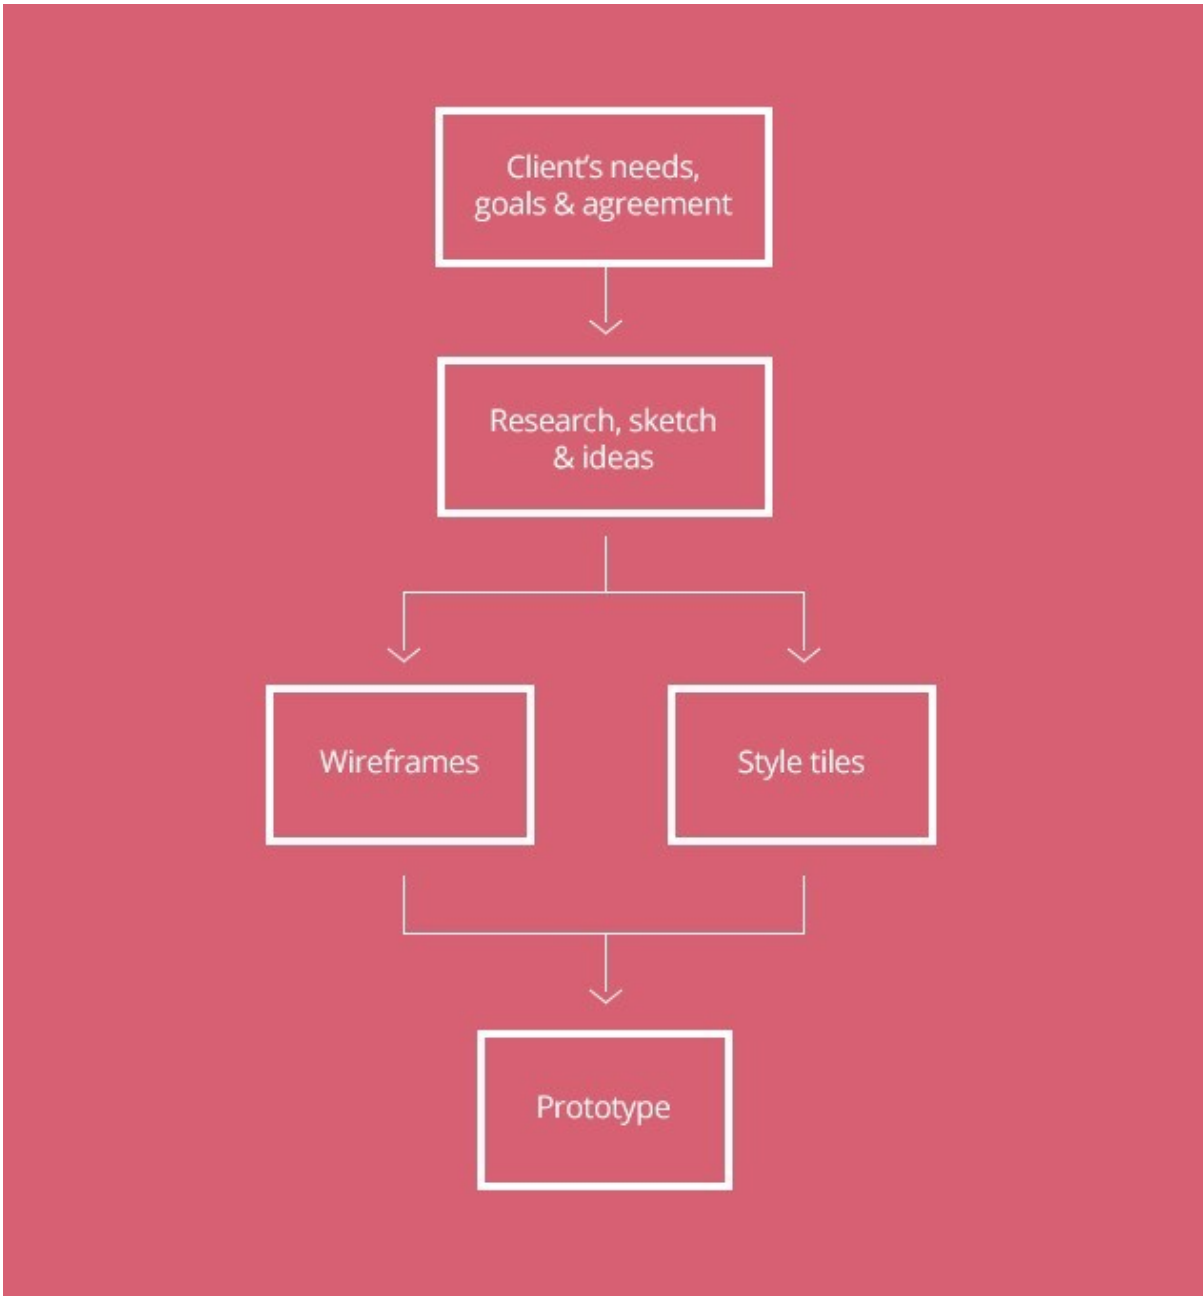 Client's needs,
goals & agreement
Research, sketch
& ideas
Wireframes
Style tiles
Prototype